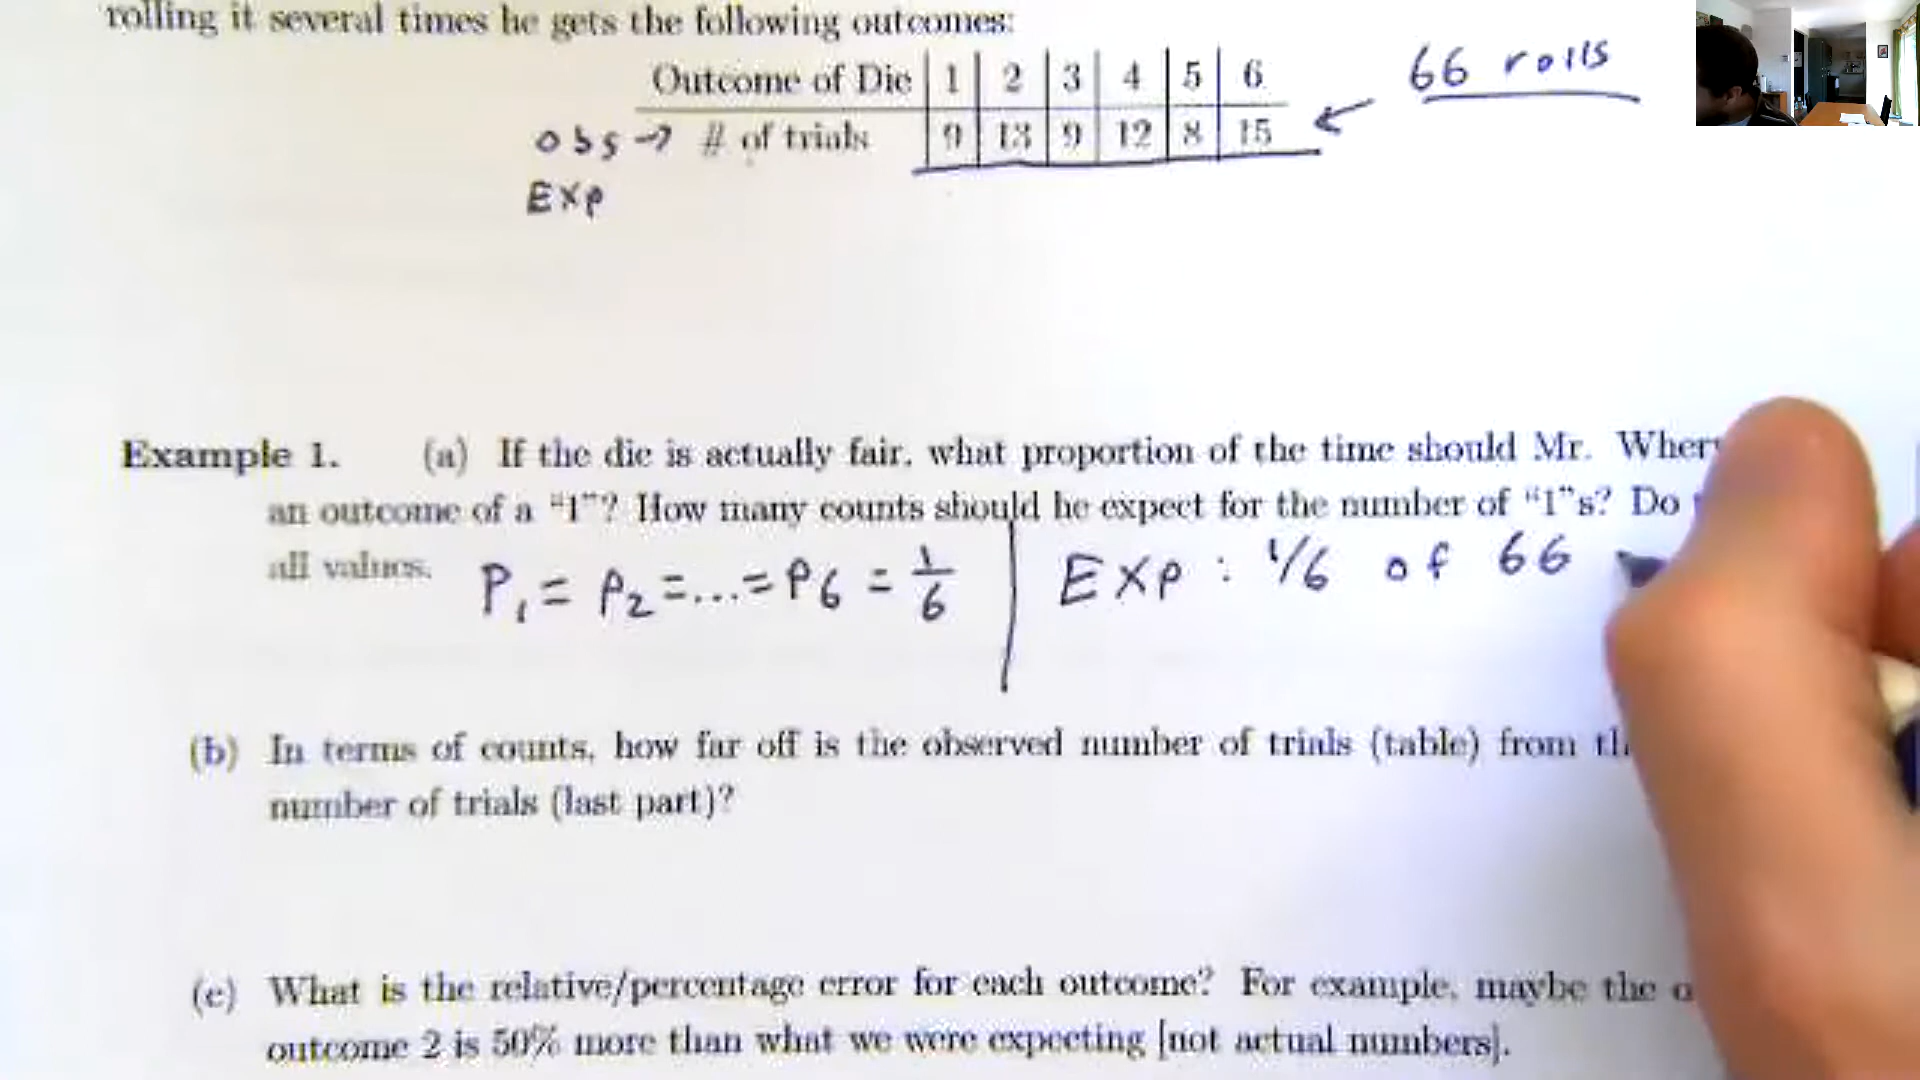 rolling it several times he gets the following outcomes:
66 rolls
Outcome of Die 1 2 3 4 5 6
obs → # of trials 9 13 9 12 8 15
Exp
Example 1. (a) If the die is actually fair, what proportion of the time should Mr.
an outcome of a "1"? How many counts should he expect for the number of "1"s? Do
all values.
P₁ = P₂ = ... = P6 = 1/6
Exp : 1/6 of 66
(b) In terms of counts, how far off is the observed number of trials (table) from
number of trials (last part)?
(c) What is the relative/percentage error for each outcome? For example, maybe the
outcome 2 is 50% more than what we were expecting [not actual numbers].